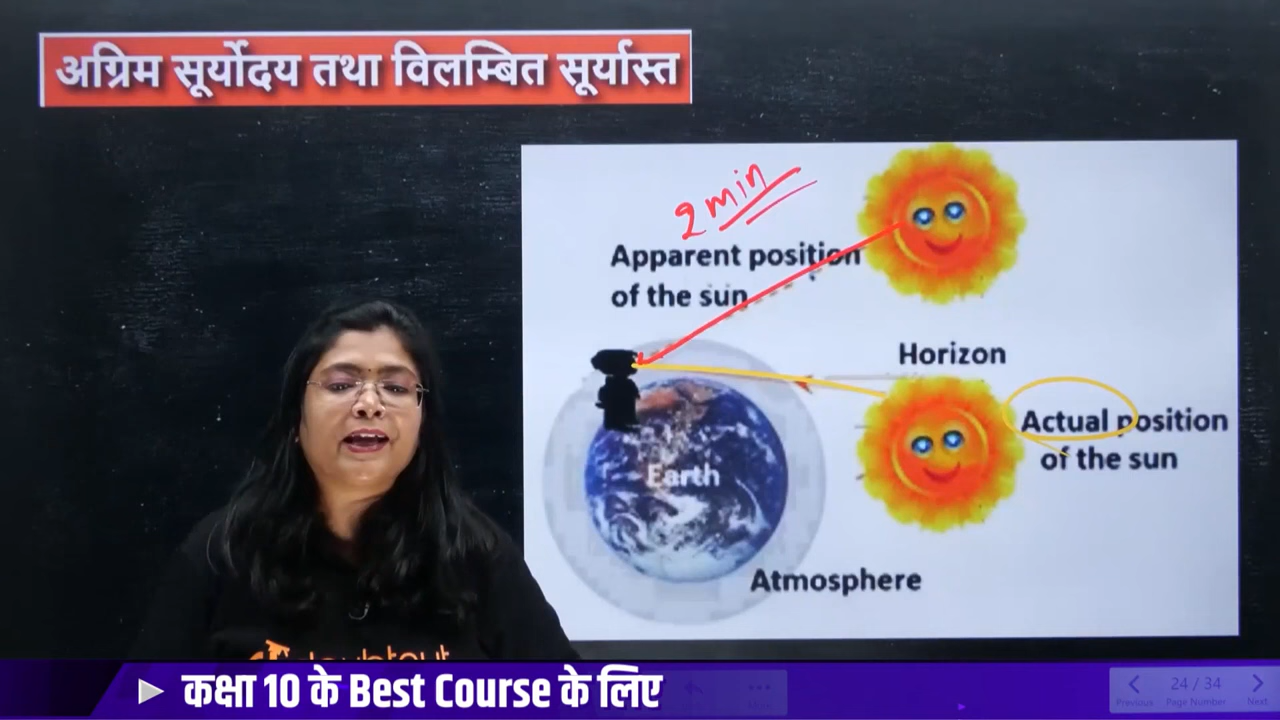 अग्रिम सूर्योदय तथा विलम्बित सूर्यास्त
2 min
Apparent position
of the sun
Horizon
Actual position
of the sun
Earth
Atmosphere
doubtnut
कक्षा 10 के Best Course के लिए
24 / 34
Previous Page Number Next